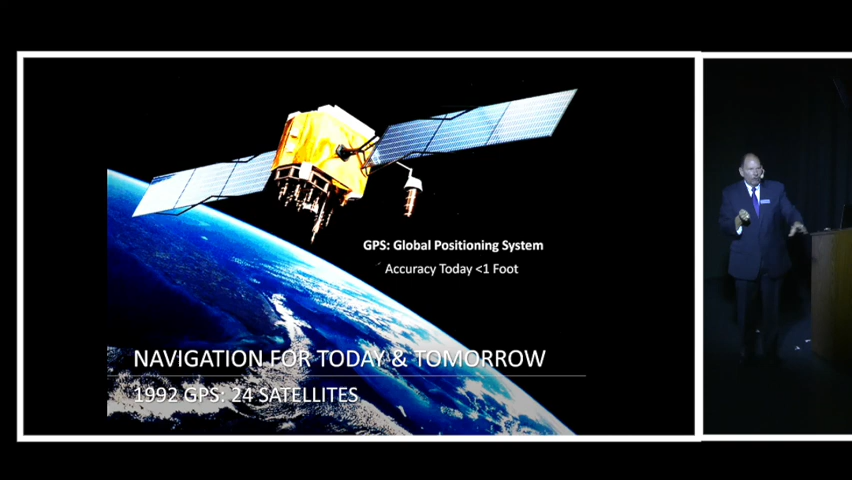 GPS: Global Positioning System
Accuracy Today <1 Foot
NAVIGATION FOR TODAY & TOMORROW
1992 GPS: 24 SATELLITES